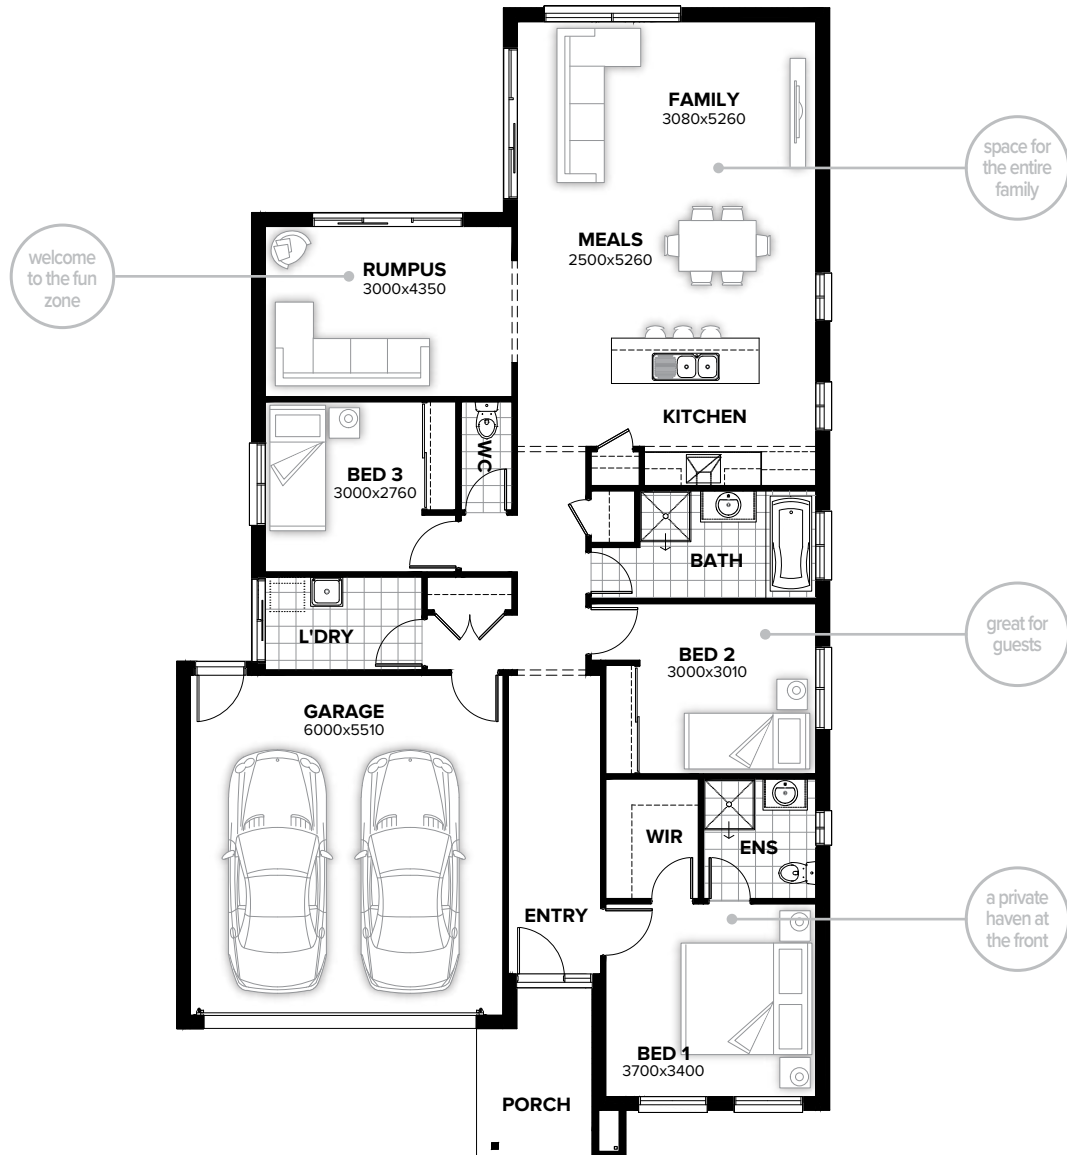 FAMILY
3080x5260
space for
the entire
family
MEALS
2500x5260
welcome
to the fun
zone
RUMPUS
3000x4350
KITCHEN
BED 3
3000x2760
WC
BATH
L'DRY
BED 2
3000x3010
great for
guests
GARAGE
6000x5510
WIR
ENS
ENTRY
a private
haven at
the front
BED 1
3700x3400
PORCH